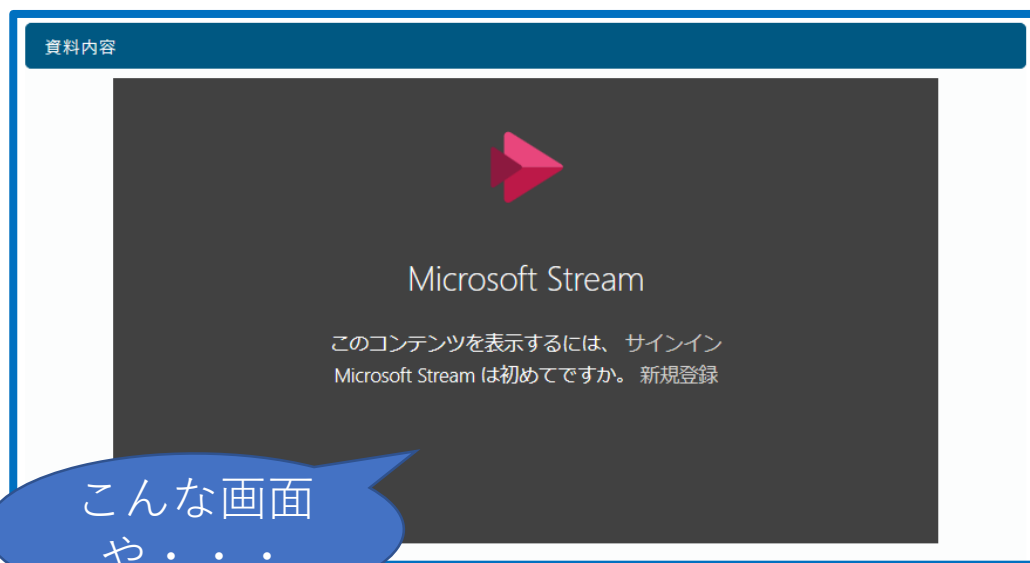 資料内容
Microsoft Stream
このコンテンツを表示するには、 サインイン
Microsoft Stream は初めてですか。 新規登録
こんな画面
や・・・